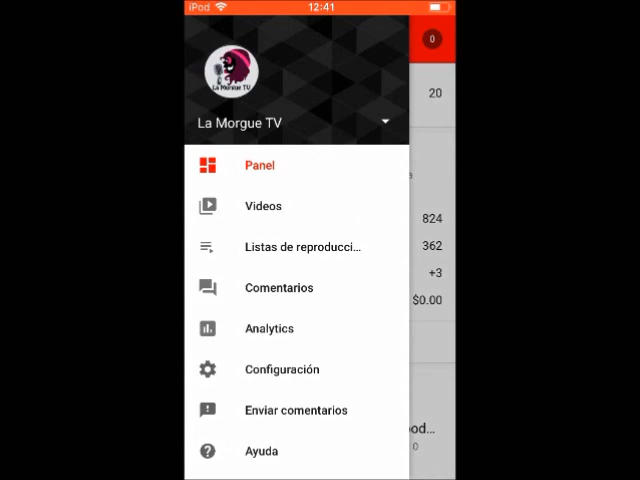 iPod 12:41
0
La Morgue TV
La Morgue TV
20
Panel
Videos
824
Listas de reproducci...
362
+3
Comentarios
$0.00
Analytics
Configuración
Enviar comentarios
od...
0
Ayuda